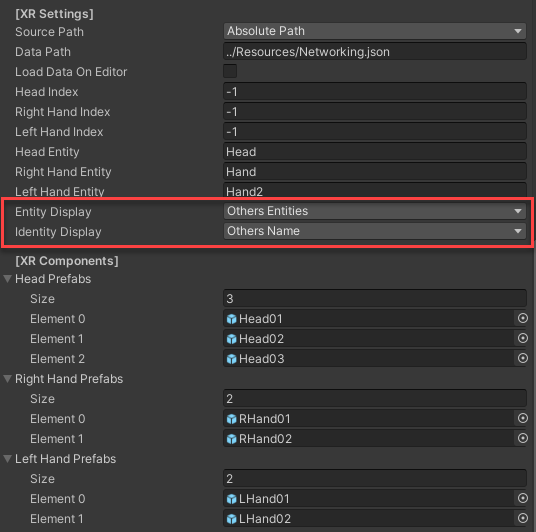 [XR Settings]
Source Path Absolute Path
Data Path ../Resources/Networking.json
Load Data On Editor
Head Index -1
Right Hand Index -1
Left Hand Index -1
Head Entity Head
Right Hand Entity Hand
Left Hand Entity Hand2
Entity Display Others Entities
Identity Display Others Name
[XR Components]
Head Prefabs
Size 3
Element 0 Head01
Element 1 Head02
Element 2 Head03
Right Hand Prefabs
Size 2
Element 0 RHand01
Element 1 RHand02
Left Hand Prefabs
Size 2
Element 0 LHand01
Element 1 LHand02